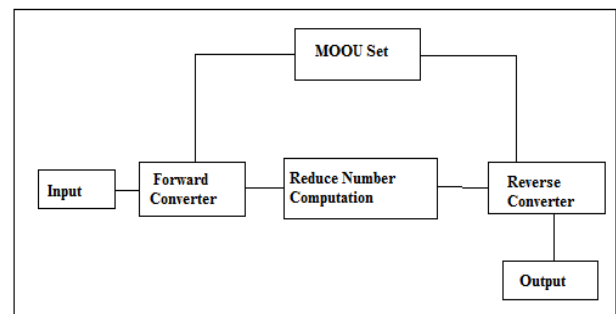 MOOU Set
Input
Forward
Converter
Reduce Number
Computation
Reverse
Converter
Output